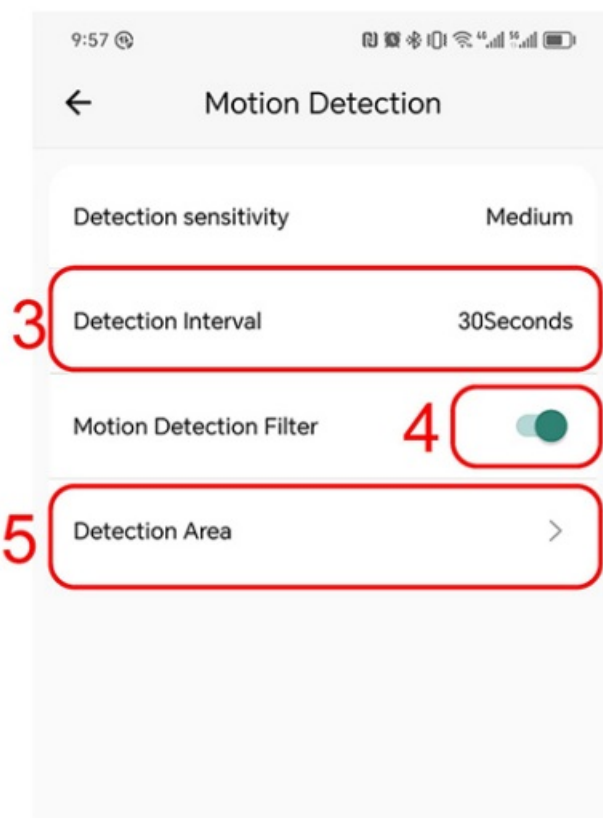 9:57
Motion Detection
Detection sensitivity Medium
3 Detection Interval 30Seconds
Motion Detection Filter 4
5 Detection Area